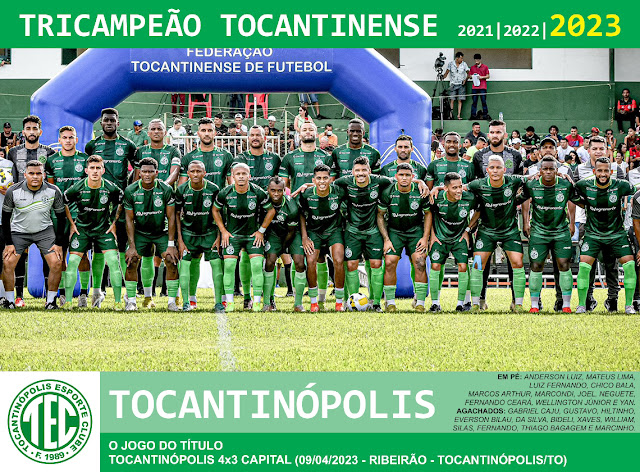 TRICAMPEÃO TOCANTINENSE 2021|2022|2023
FEDERAÇÃO
TOCANTINENSE DE FUTEBOL
TOCANTINÓPOLIS ESPORTE CLUBE
TEC
F. 1989
TOCANTINÓPOLIS
EM PÉ: ANDERSON LUIZ, MATEUS LIMA,
LUIZ FERNANDO, CHICO BALA,
MARCOS ARTHUR, MARCONDI, JOEL, NEGUETE,
FERNANDO CEARÁ, WELLINGTON JÚNIOR E YAN.
AGACHADOS: GABRIEL CAJU, GUSTAVO, HILTINHO,
EVERSON BILAU, DA SILVA, BIDELI, XAVES, WILLIAM,
SILAS, FERNANDO, THIAGO BAGAGEM E MARCINHO.
O JOGO DO TÍTULO
TOCANTINÓPOLIS 4x3 CAPITAL (09/04/2023 - RIBEIRÃO - TOCANTINÓPOLIS/TO)